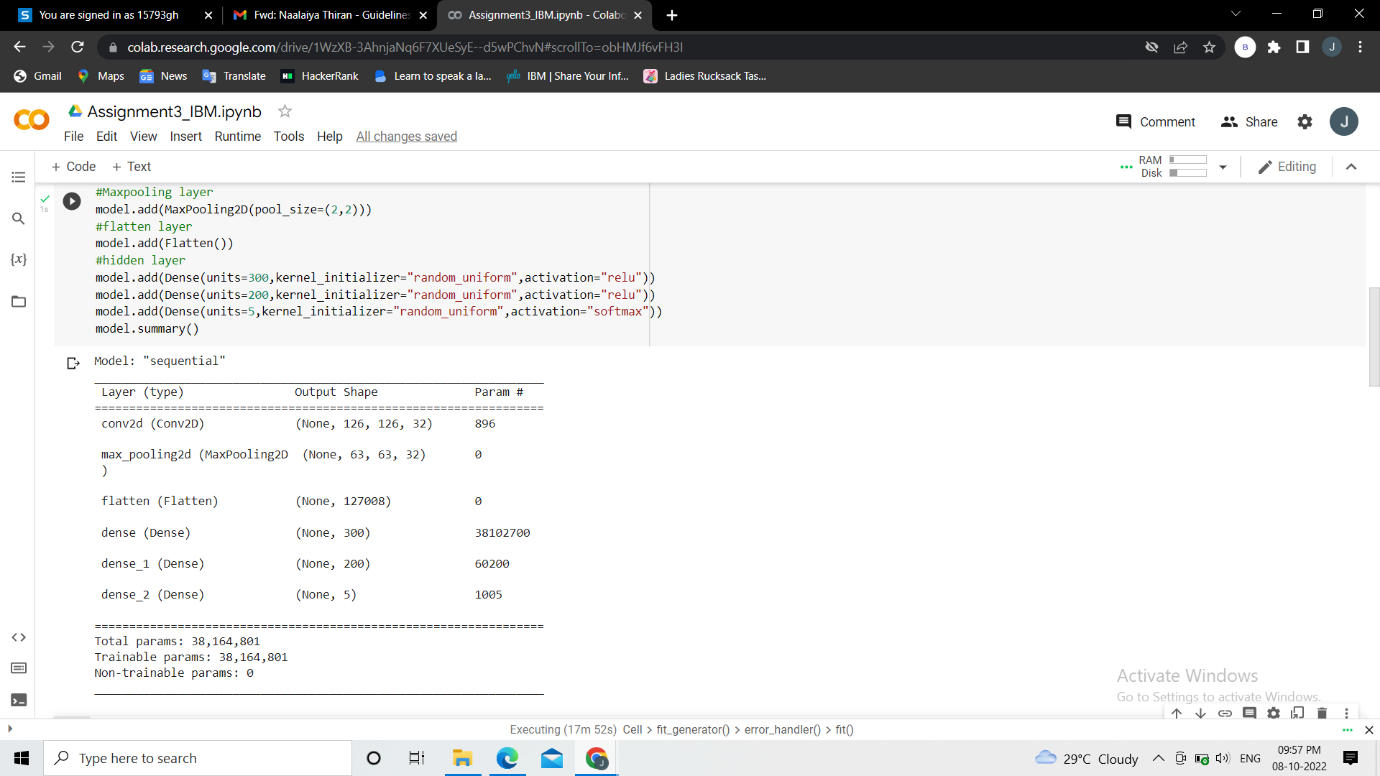 You are signed in as 15793gh
Fwd: Naalaiya Thiran - Guideline
Assignment3_IBM.ipynb - Colab
colab.research.google.com/drive/1WzXB-3AhnjaNq6F7XUeSyE--d5wPChvN#scrollTo=obHMJf6vFH3I
B
J
Gmail
Maps
News
Translate
HackerRank
Learn to speak a la...
IBM | Share Your Inf...
Ladies Rucksack Tas...
Assignment3_IBM.ipynb
File Edit View Insert Runtime Tools Help All changes saved
Comment
Share
J
+ Code + Text
RAM
Disk
Editing
1s
#Maxpooling layer
model.add(MaxPooling2D(pool_size=(2,2)))
#flatten layer
model.add(Flatten())
#hidden layer
model.add(Dense(units=300,kernel_initializer="random_uniform",activation="relu"))
model.add(Dense(units=200,kernel_initializer="random_uniform",activation="relu"))
model.add(Dense(units=5,kernel_initializer="random_uniform",activation="softmax"))
model.summary()
Model: "sequential"
Layer (type) Output Shape Param #
=================================================================
conv2d (Conv2D) (None, 126, 126, 32) 896
max_pooling2d (MaxPooling2D (None, 63, 63, 32) 0
)
flatten (Flatten) (None, 127008) 0
dense (Dense) (None, 300) 38102700
dense_1 (Dense) (None, 200) 60200
dense_2 (Dense) (None, 5) 1005
=================================================================
Total params: 38,164,801
Trainable params: 38,164,801
Non-trainable params: 0
Activate Windows
Go to Settings to activate Windows.
Executing (17m 52s) Cell > fit_generator() > error_handler() > fit()
Type here to search
29°C Cloudy
ENG
09:57 PM
08-10-2022